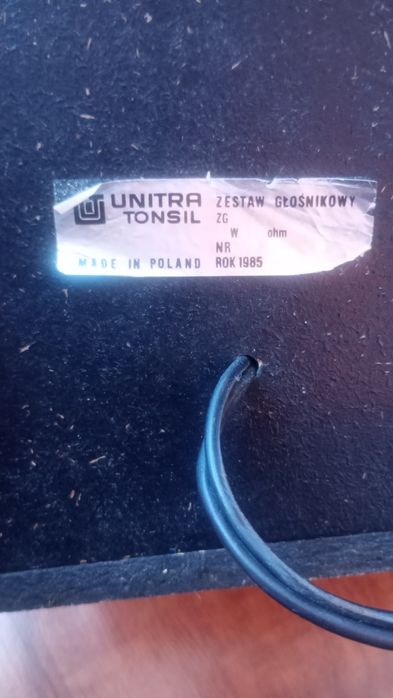 UNITRA ZESTAW GŁOŚNIKOWY
TONSIL ZG
W ohm
NR
MADE IN POLAND ROK 1985